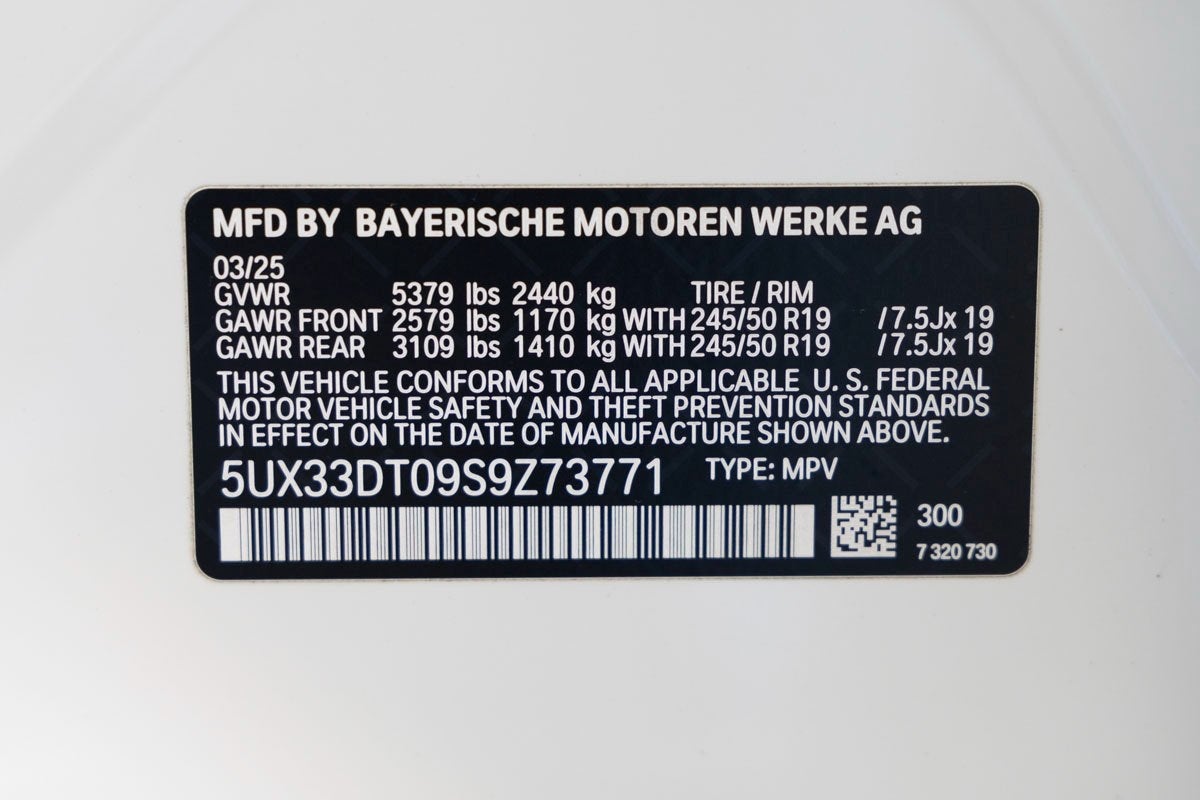 MFD BY BAYERISCHE MOTOREN WERKE AG
03/25
GVWR 5379 lbs 2440 kg TIRE / RIM
GAWR FRONT 2579 lbs 1170 kg WITH 245/50 R19 / 7.5Jx 19
GAWR REAR 3109 lbs 1410 kg WITH 245/50 R19 / 7.5Jx 19
THIS VEHICLE CONFORMS TO ALL APPLICABLE U. S. FEDERAL
MOTOR VEHICLE SAFETY AND THEFT PREVENTION STANDARDS
IN EFFECT ON THE DATE OF MANUFACTURE SHOWN ABOVE.
5UX33DT09S9Z73771 TYPE: MPV
300
7 320 730